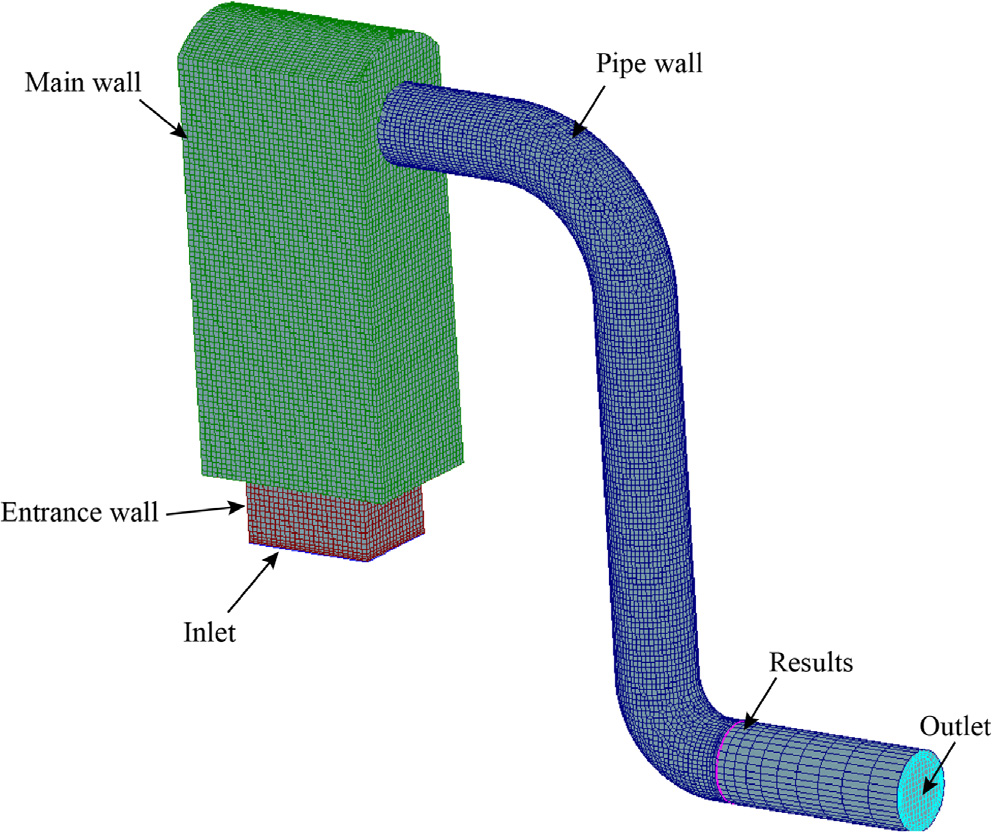 Pipe wall
Main wall
Entrance wall
Inlet
Results
Outlet